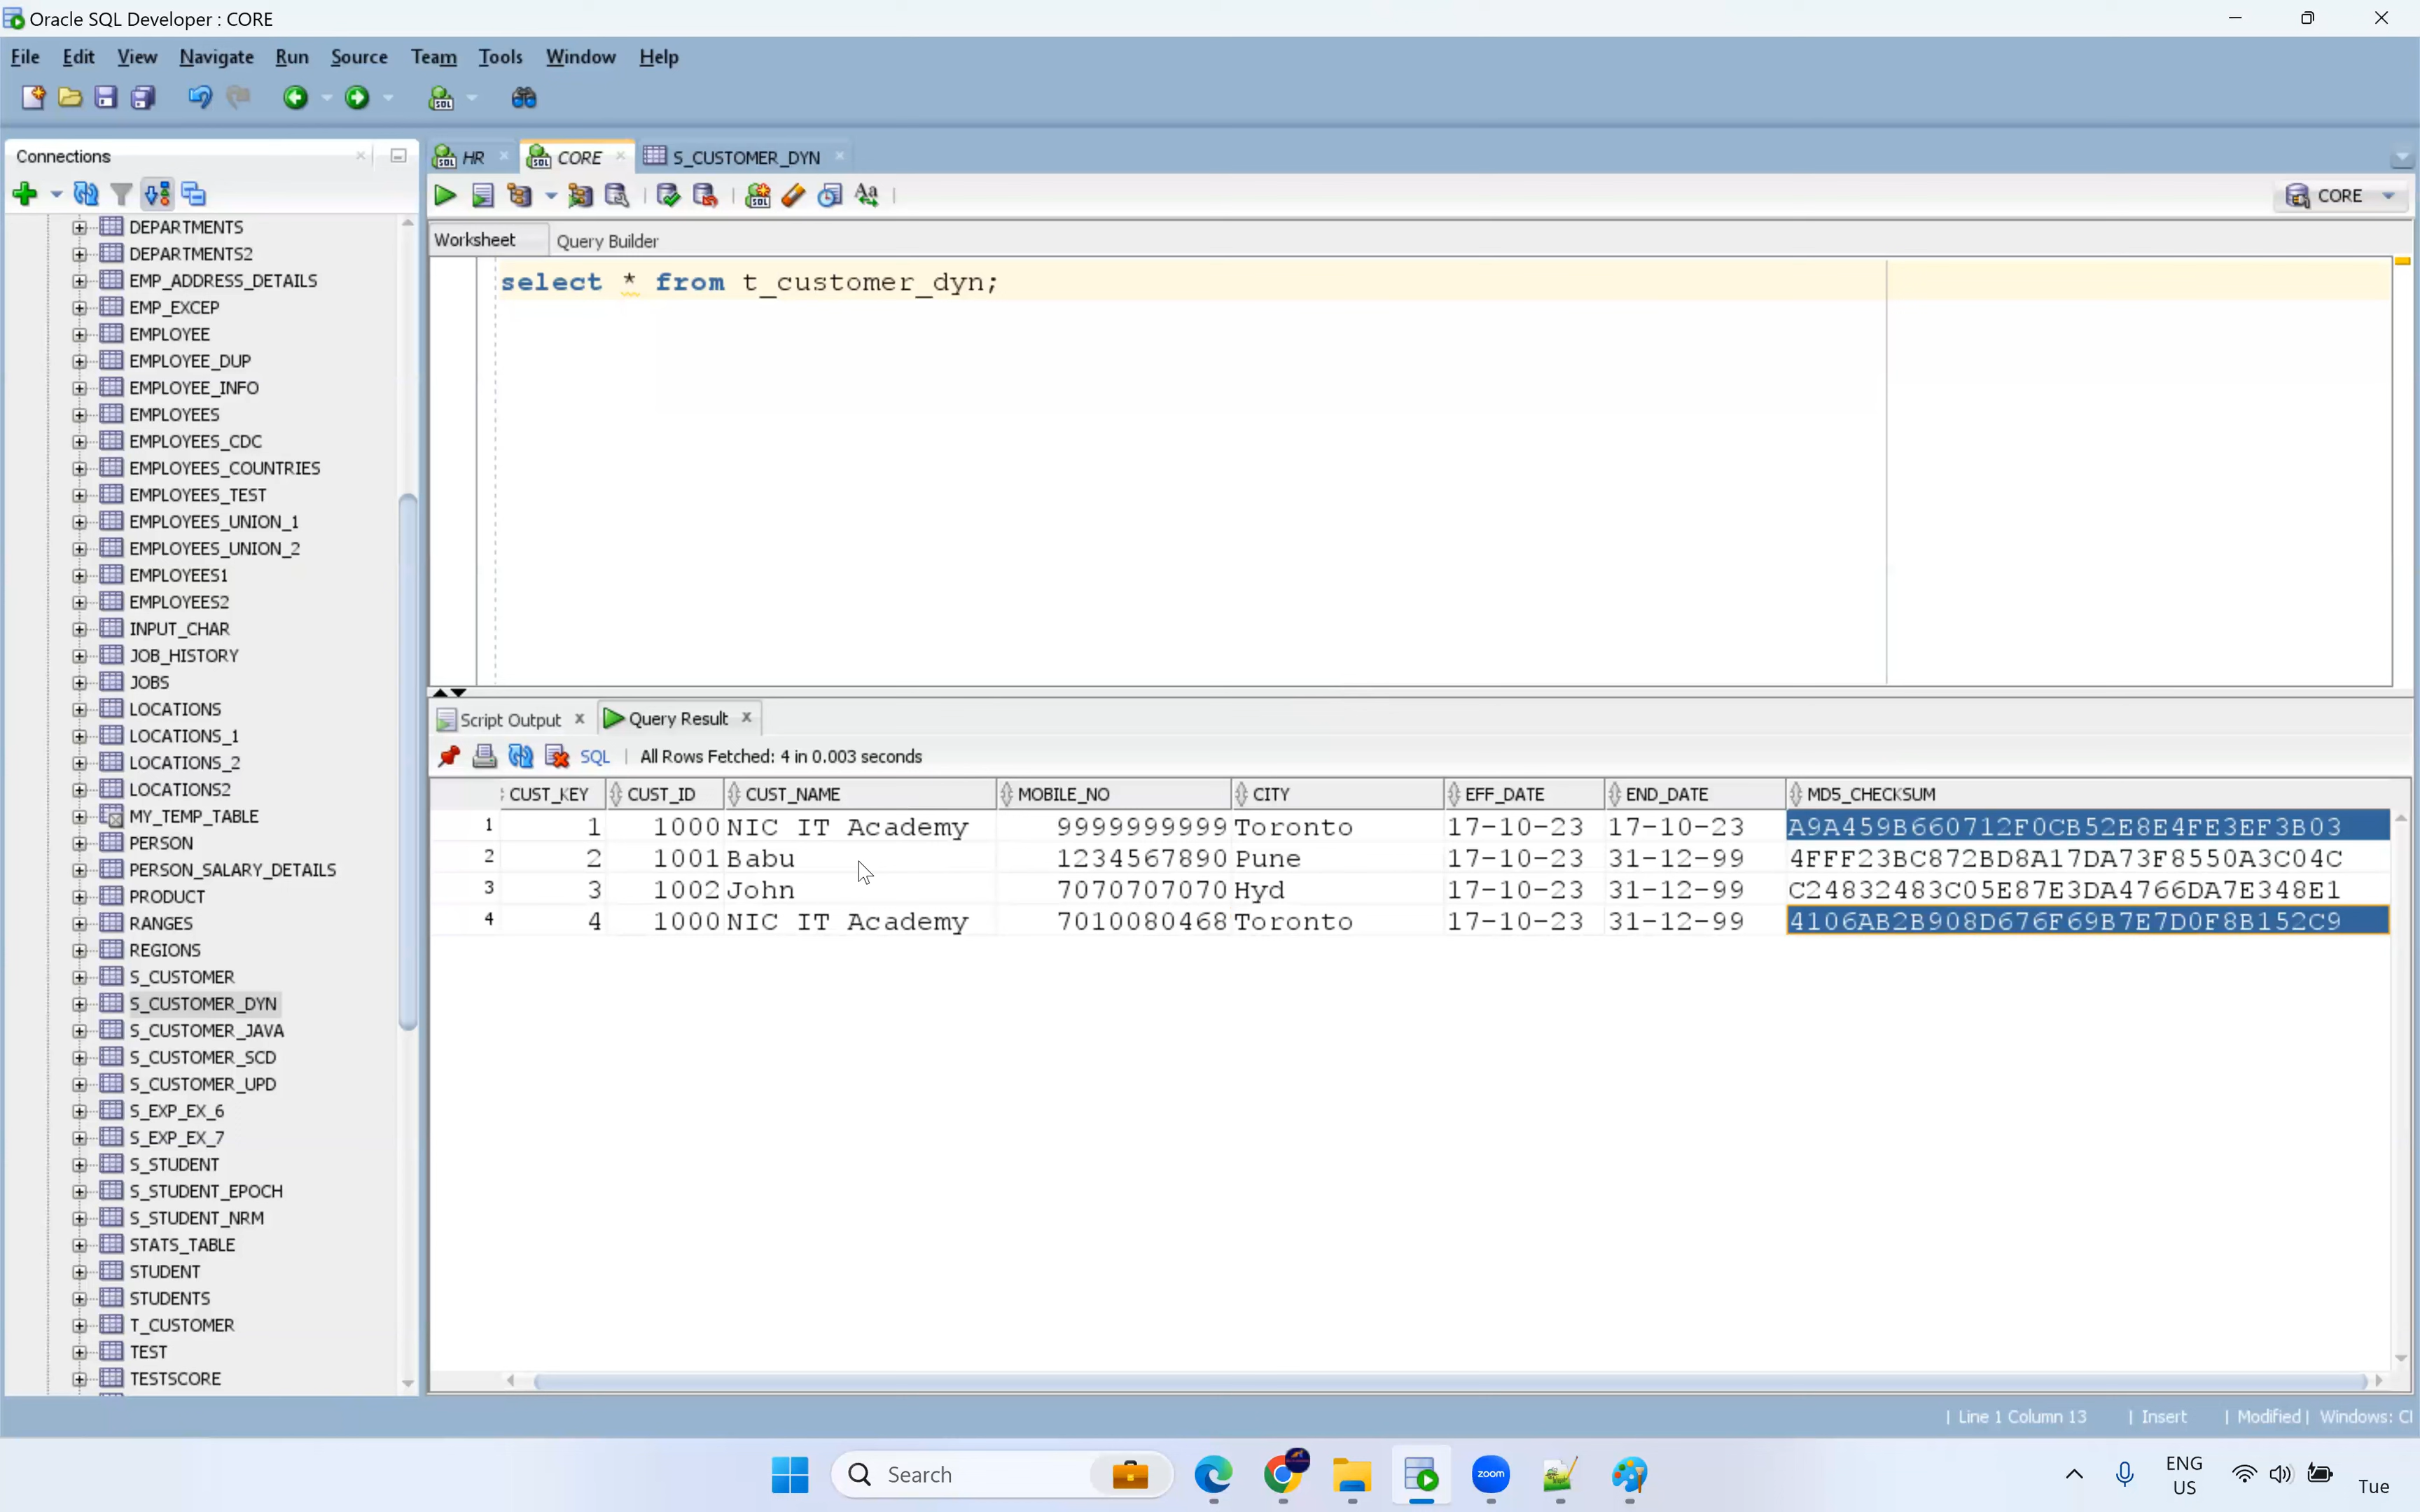 Oracle SQL Developer : CORE
File Edit View Navigate Run Source Team Tools Window Help
Connections
DEPARTMENTS
DEPARTMENTS2
EMP_ADDRESS_DETAILS
EMP_EXCEP
EMPLOYEE
EMPLOYEE_DUP
EMPLOYEE_INFO
EMPLOYEES
EMPLOYEES_CDC
EMPLOYEES_COUNTRIES
EMPLOYEES_TEST
EMPLOYEES_UNION_1
EMPLOYEES_UNION_2
EMPLOYEES1
EMPLOYEES2
INPUT_CHAR
JOB_HISTORY
JOBS
LOCATIONS
LOCATIONS_1
LOCATIONS_2
LOCATIONS2
MY_TEMP_TABLE
PERSON
PERSON_SALARY_DETAILS
PRODUCT
RANGES
REGIONS
S_CUSTOMER
S_CUSTOMER_DYN
S_CUSTOMER_JAVA
S_CUSTOMER_SCD
S_CUSTOMER_UPD
S_EXP_EX_6
S_EXP_EX_7
S_STUDENT
S_STUDENT_EPOCH
S_STUDENT_NRM
STATS_TABLE
STUDENT
STUDENTS
T_CUSTOMER
TEST
TESTSCORE
HR CORE S_CUSTOMER_DYN
CORE
Worksheet Query Builder
select * from t_customer_dyn;
Script Output Query Result
SQL | All Rows Fetched: 4 in 0.003 seconds
CUST_KEY CUST_ID CUST_NAME MOBILE_NO CITY EFF_DATE END_DATE MD5_CHECKSUM
1 1 1000 NIC IT Academy 9999999999 Toronto 17-10-23 17-10-23 A9A459B660712F0CB52E8E4FE3EF3B03
2 2 1001 Babu 1234567890 Pune 17-10-23 31-12-99 4FFF23BC872BD8A17DA73F8550A3C04C
3 3 1002 John 7070707070 Hyd 17-10-23 31-12-99 C24832483C05E87E3DA4766DA7E348E1
4 4 1000 NIC IT Academy 7010080468 Toronto 17-10-23 31-12-99 4106AB2B908D676F69B7E7D0F8B152C9
| Line 1 Column 13 | Insert | Modified | Windows: Cl
Search
zoom
ENG
US
Tue